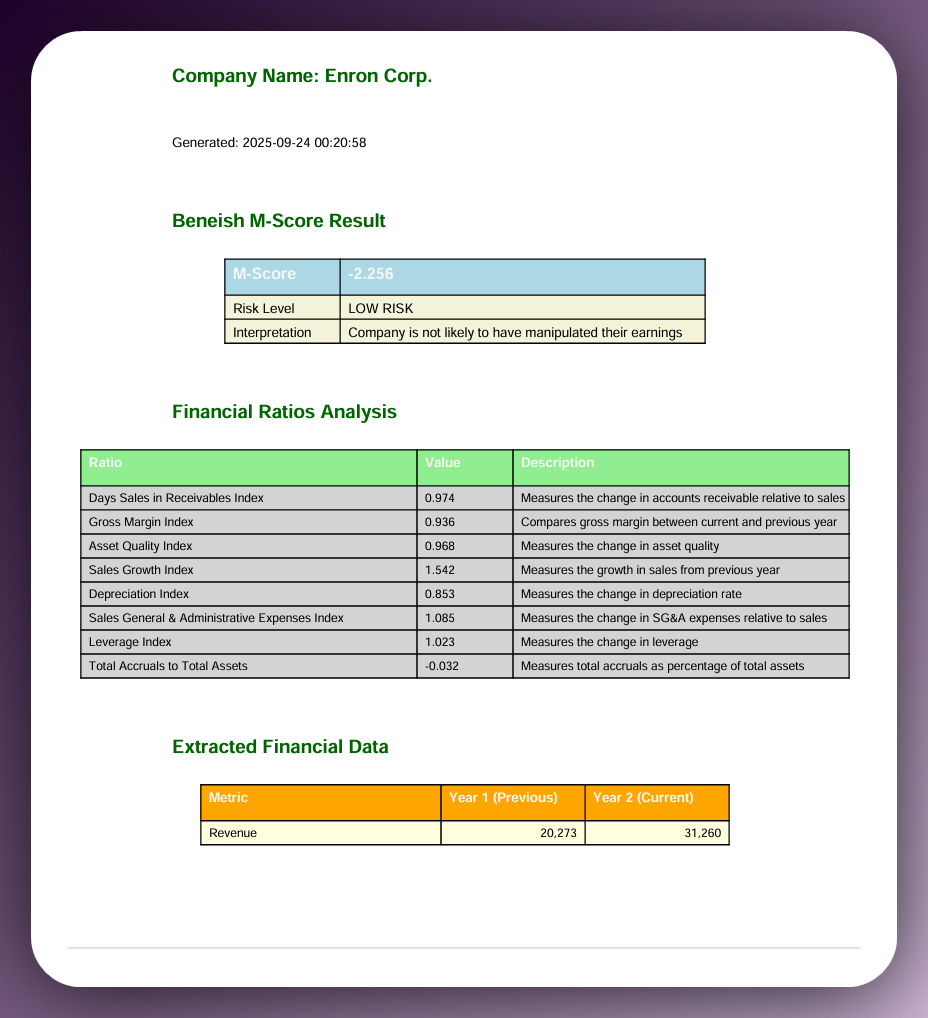 Company Name: Enron Corp.
Generated: 2025-09-24 00:20:58
Beneish M-Score Result
M-Score -2.256
Risk Level LOW RISK
Interpretation Company is not likely to have manipulated their earnings
Financial Ratios Analysis
Ratio Value Description
Days Sales in Receivables Index 0.974 Measures the change in accounts receivable relative to sales
Gross Margin Index 0.936 Compares gross margin between current and previous year
Asset Quality Index 0.968 Measures the change in asset quality
Sales Growth Index 1.542 Measures the growth in sales from previous year
Depreciation Index 0.853 Measures the change in depreciation rate
Sales General & Administrative Expenses Index 1.085 Measures the change in SG&A expenses relative to sales
Leverage Index 1.023 Measures the change in leverage
Total Accruals to Total Assets -0.032 Measures total accruals as percentage of total assets
Extracted Financial Data
Metric Year 1 (Previous) Year 2 (Current)
Revenue 20,273 31,260